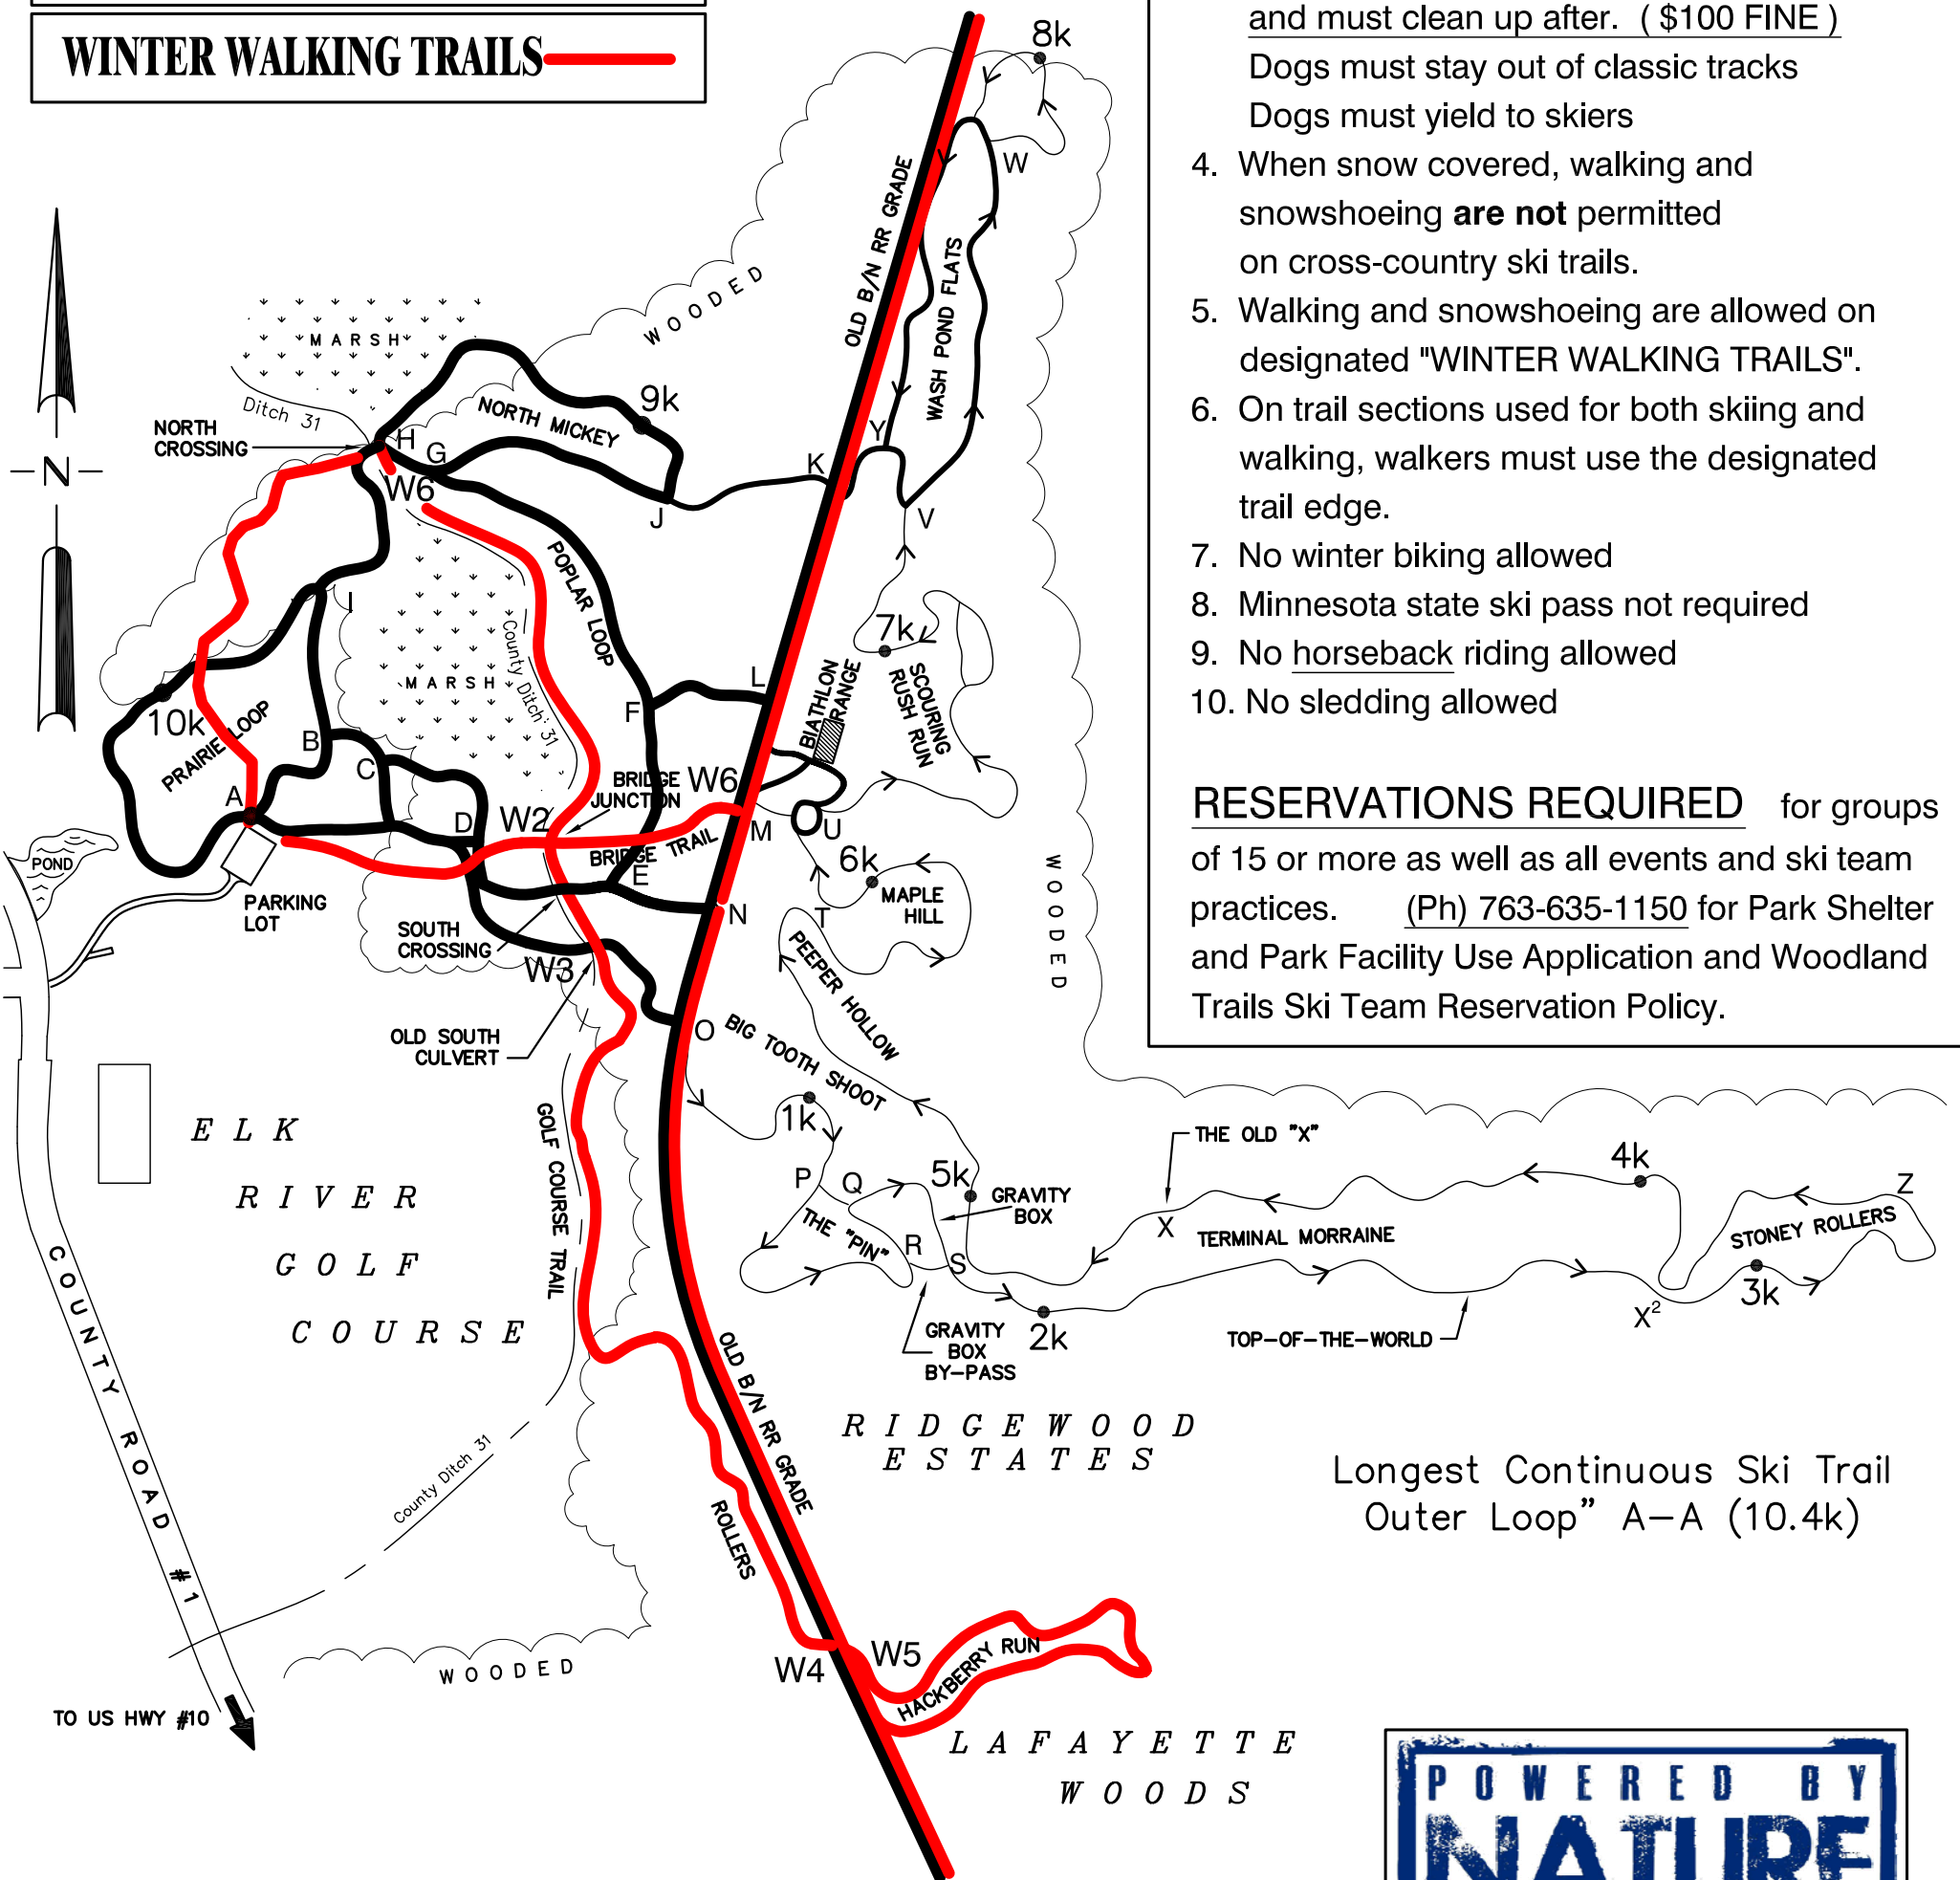 WINTER WALKING TRAILS
and must clean up after. ( $100 FINE )
Dogs must stay out of classic tracks
Dogs must yield to skiers
4. When snow covered, walking and
snowshoeing are not permitted
on cross-country ski trails.
5. Walking and snowshoeing are allowed on
designated "WINTER WALKING TRAILS".
6. On trail sections used for both skiing and
walking, walkers must use the designated
trail edge.
7. No winter biking allowed
8. Minnesota state ski pass not required
9. No horseback riding allowed
10. No sledding allowed
RESERVATIONS REQUIRED for groups
of 15 or more as well as all events and ski team
practices. (Ph) 763-635-1150 for Park Shelter
and Park Facility Use Application and Woodland
Trails Ski Team Reservation Policy.
8k
W
OLD B/N RR GRADE
WASH POND FLATS
WOODED
MARSH
Ditch 31
NORTH
CROSSING
-N-
H
G
W6
NORTH MICKEY
9k
J
K
Y
V
POPLAR LOOP
I
MARSH
County Ditch 31
L
F
7k
SCOURING
RUSH RUN
BIATHLON
RANGE
10k
PRAIRIE LOOP
B
C
A
D
W2
BRIDGE
JUNCTION
W6
BRIDGE TRAIL
M
U
E
6k
MAPLE
HILL
WOODED
POND
PARKING
LOT
SOUTH
CROSSING
W3
N
T
PEEPER HOLLOW
OLD SOUTH
CULVERT
O
BIG TOOTH SHOOT
1k
P
Q
5k
GRAVITY
BOX
THE "PIN"
R
S
THE OLD "X"
X
TERMINAL MORRAINE
4k
Z
STONEY ROLLERS
3k
X²
TOP-OF-THE-WORLD
2k
GRAVITY
BOX
BY-PASS
ELK
RIVER
GOLF
COURSE
GOLF COURSE TRAIL
COUNTY ROAD #1
County Ditch 31
OLD B/N RR GRADE
ROLLERS
RIDGEWOOD
ESTATES
Longest Continuous Ski Trail
Outer Loop" A-A (10.4k)
WOODED
TO US HWY #10
W4
W5
HACKBERRY RUN
LAFAYETTE
WOODS
POWERED BY
NATURE